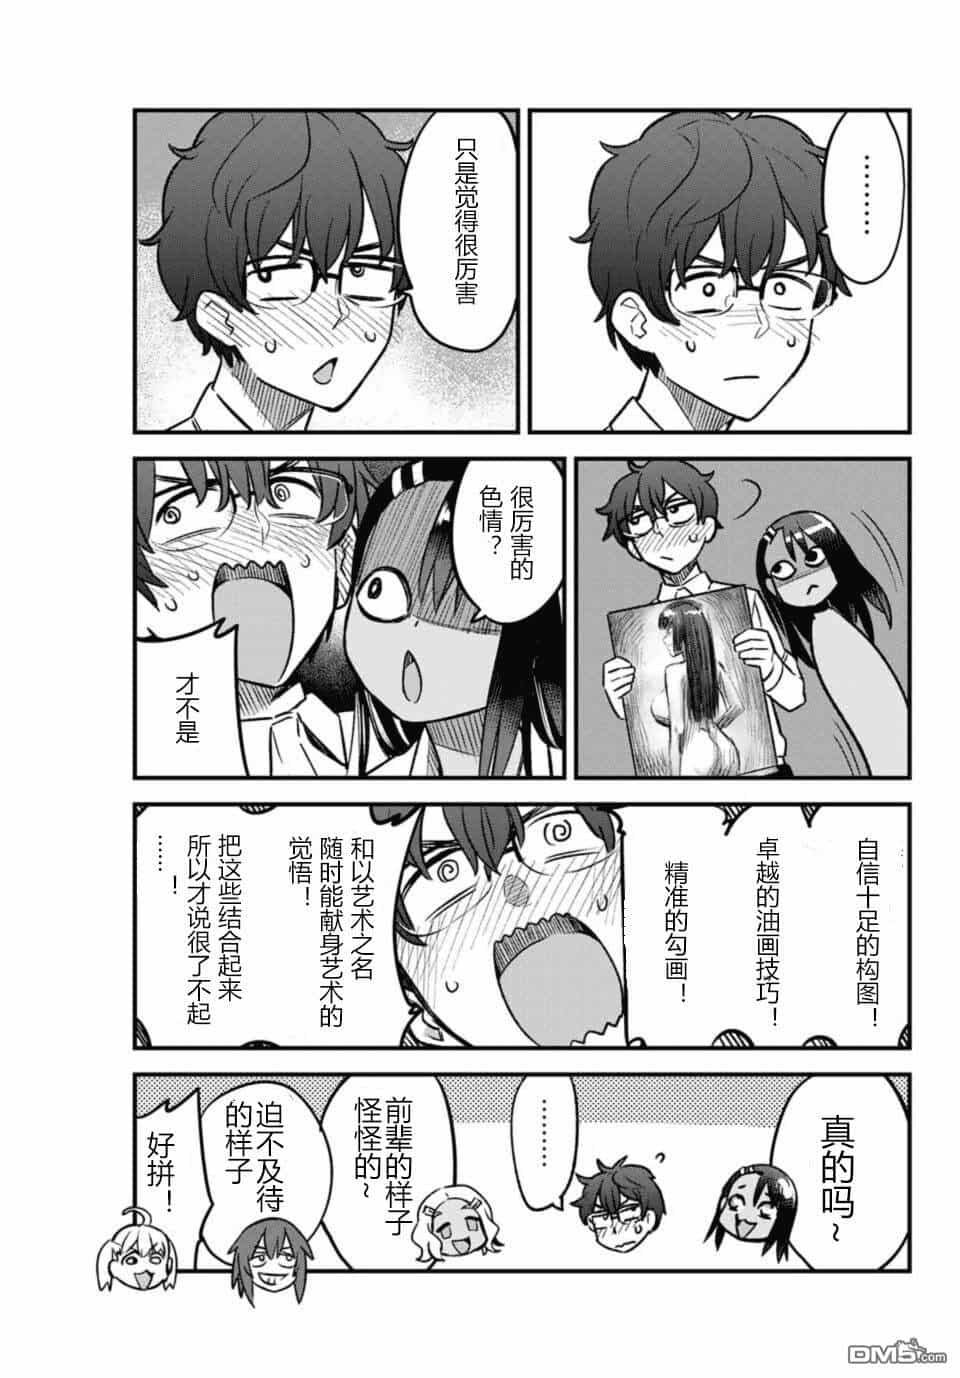 ………
只是觉得很厉害
很厉害的
色情？
才不是
自信十足的构图！
卓越的油画技巧！
精准的勾画！
和以艺术之名
随时能献身艺术的
觉悟！
把这些结合起来
所以才说很了不起
……！
真的吗~
………
前辈的样子
怪怪的~
迫不及待
的样子
好拼！
DM5.com